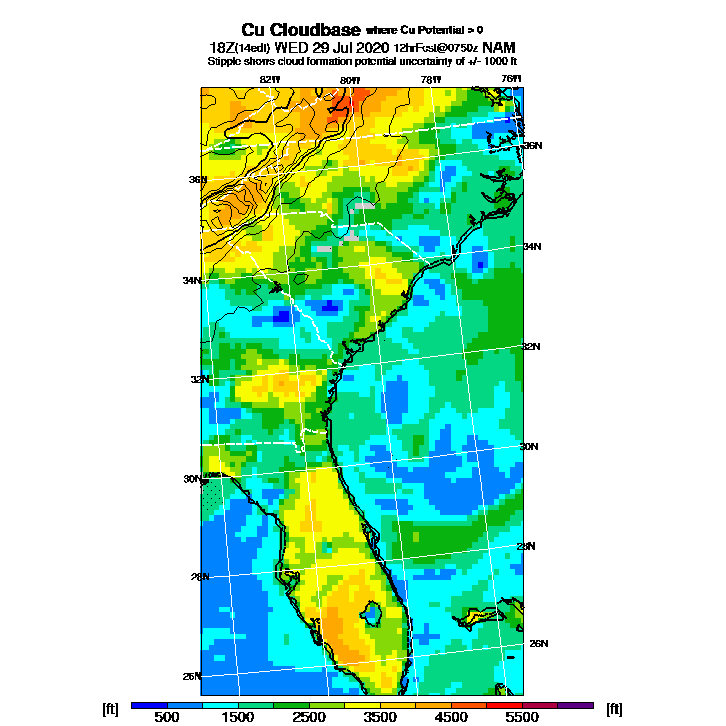 Cu Cloudbase where Cu Potential > 0
18Z(14edt) WED 29 Jul 2020 12hrFcst@0750z NAM
Stipple shows cloud formation potential uncertainty of +/- 1000 ft
82W 80W 78W 76W
36N 36N
34N 34N
32N 32N
30N 30N
28N 28N
26N 26N
[ft] 500 1500 2500 3500 4500 5500 [ft]